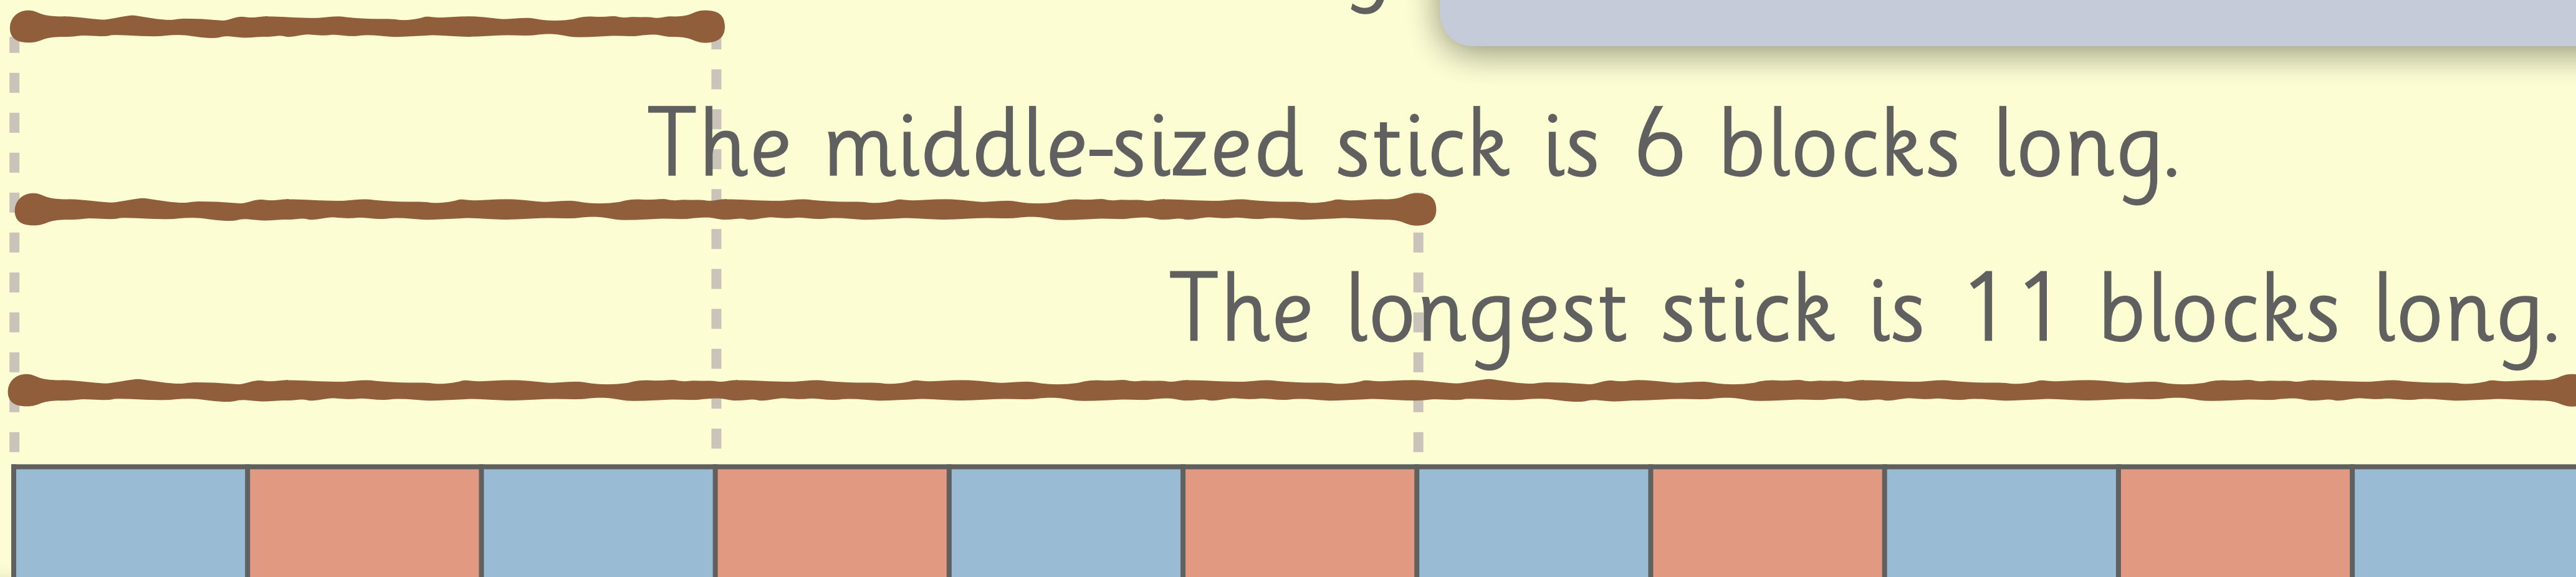 The middle-sized stick is 6 blocks long.
The longest stick is 11 blocks long.